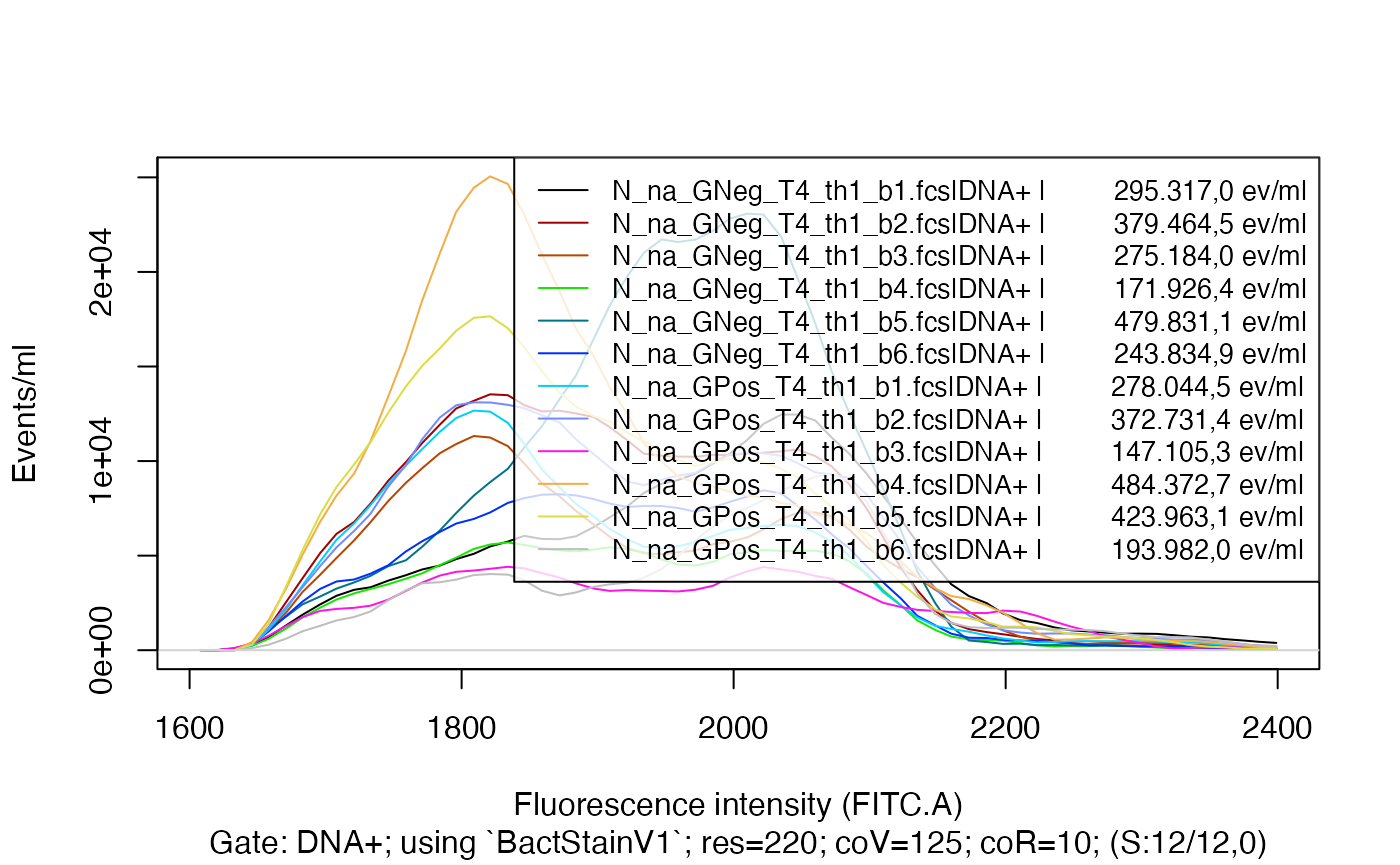 N_na_GNeg_T4_th1_b1.fcs|DNA+ | 295.317,0 ev/ml
N_na_GNeg_T4_th1_b2.fcs|DNA+ | 379.464,5 ev/ml
N_na_GNeg_T4_th1_b3.fcs|DNA+ | 275.184,0 ev/ml
N_na_GNeg_T4_th1_b4.fcs|DNA+ | 171.926,4 ev/ml
N_na_GNeg_T4_th1_b5.fcs|DNA+ | 479.831,1 ev/ml
N_na_GNeg_T4_th1_b6.fcs|DNA+ | 243.834,9 ev/ml
N_na_GPos_T4_th1_b1.fcs|DNA+ | 278.044,5 ev/ml
N_na_GPos_T4_th1_b2.fcs|DNA+ | 372.731,4 ev/ml
N_na_GPos_T4_th1_b3.fcs|DNA+ | 147.105,3 ev/ml
N_na_GPos_T4_th1_b4.fcs|DNA+ | 484.372,7 ev/ml
N_na_GPos_T4_th1_b5.fcs|DNA+ | 423.963,1 ev/ml
N_na_GPos_T4_th1_b6.fcs|DNA+ | 193.982,0 ev/ml
Events/ml
2e+04
1e+04
0e+00
1600 1800 2000 2200 2400
Fluorescence intensity (FITC.A)
Gate: DNA+; using `BactStainV1`; res=220; coV=125; coR=10; (S:12/12,0)